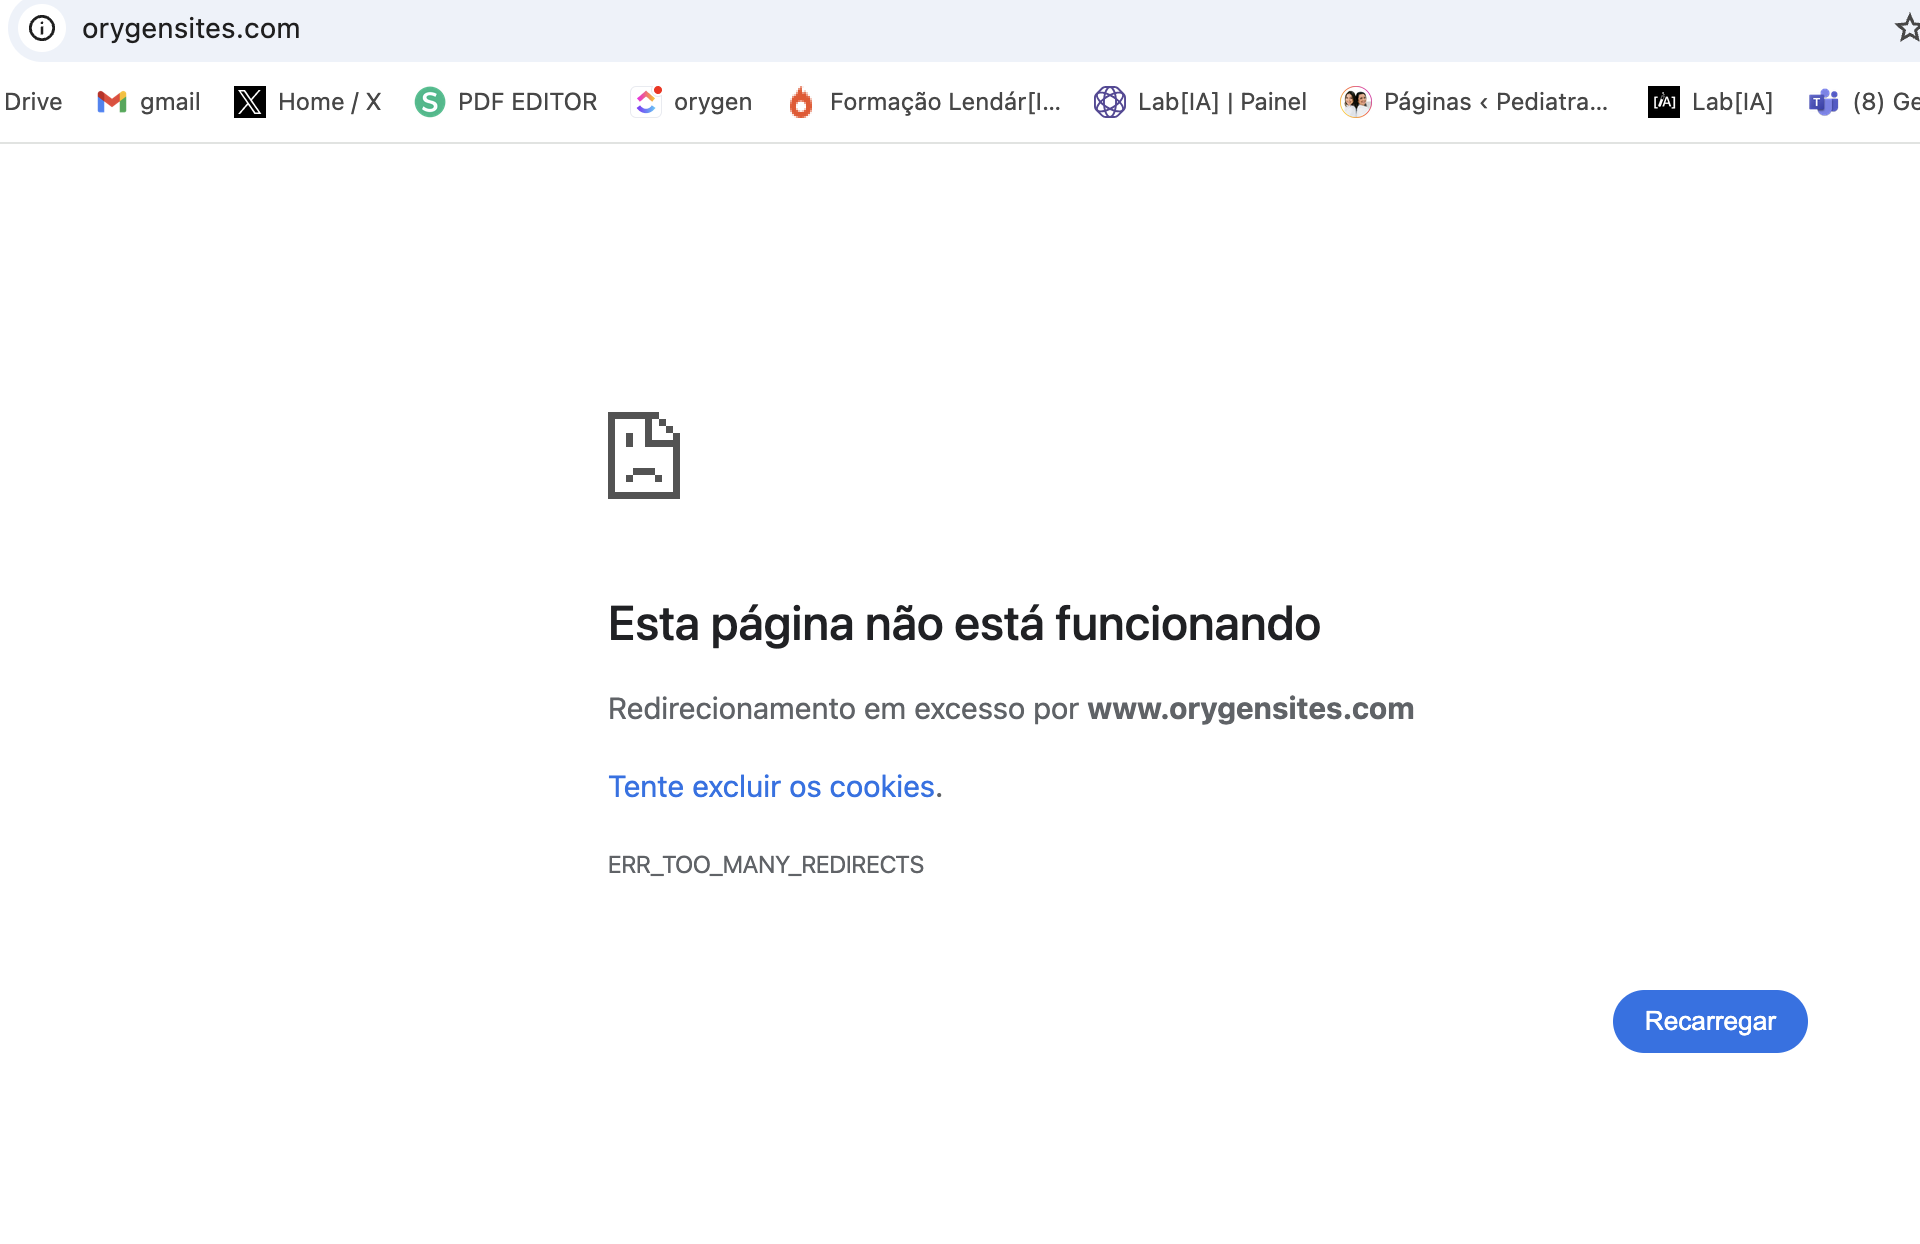 orygensites.com
Drive gmail Home / X PDF EDITOR orygen Formação Lendár[I... Lab[IA] | Painel Páginas ‹ Pediatra... [IA] Lab[IA] (8) Ge
Esta página não está funcionando
Redirecionamento em excesso por www.orygensites.com
Tente excluir os cookies.
ERR_TOO_MANY_REDIRECTS
Recarregar